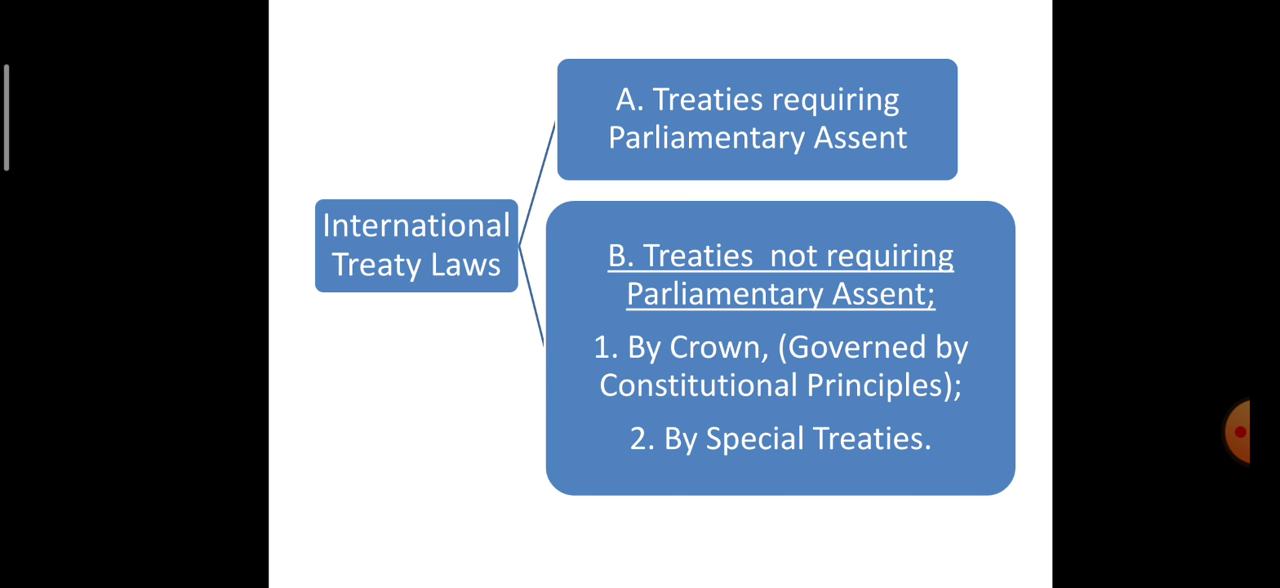 A. Treaties requiring
Parliamentary Assent
International
Treaty Laws
B. Treaties  not requiring
Parliamentary Assent;
1. By Crown, (Governed by
Constitutional Principles);
2. By Special Treaties.